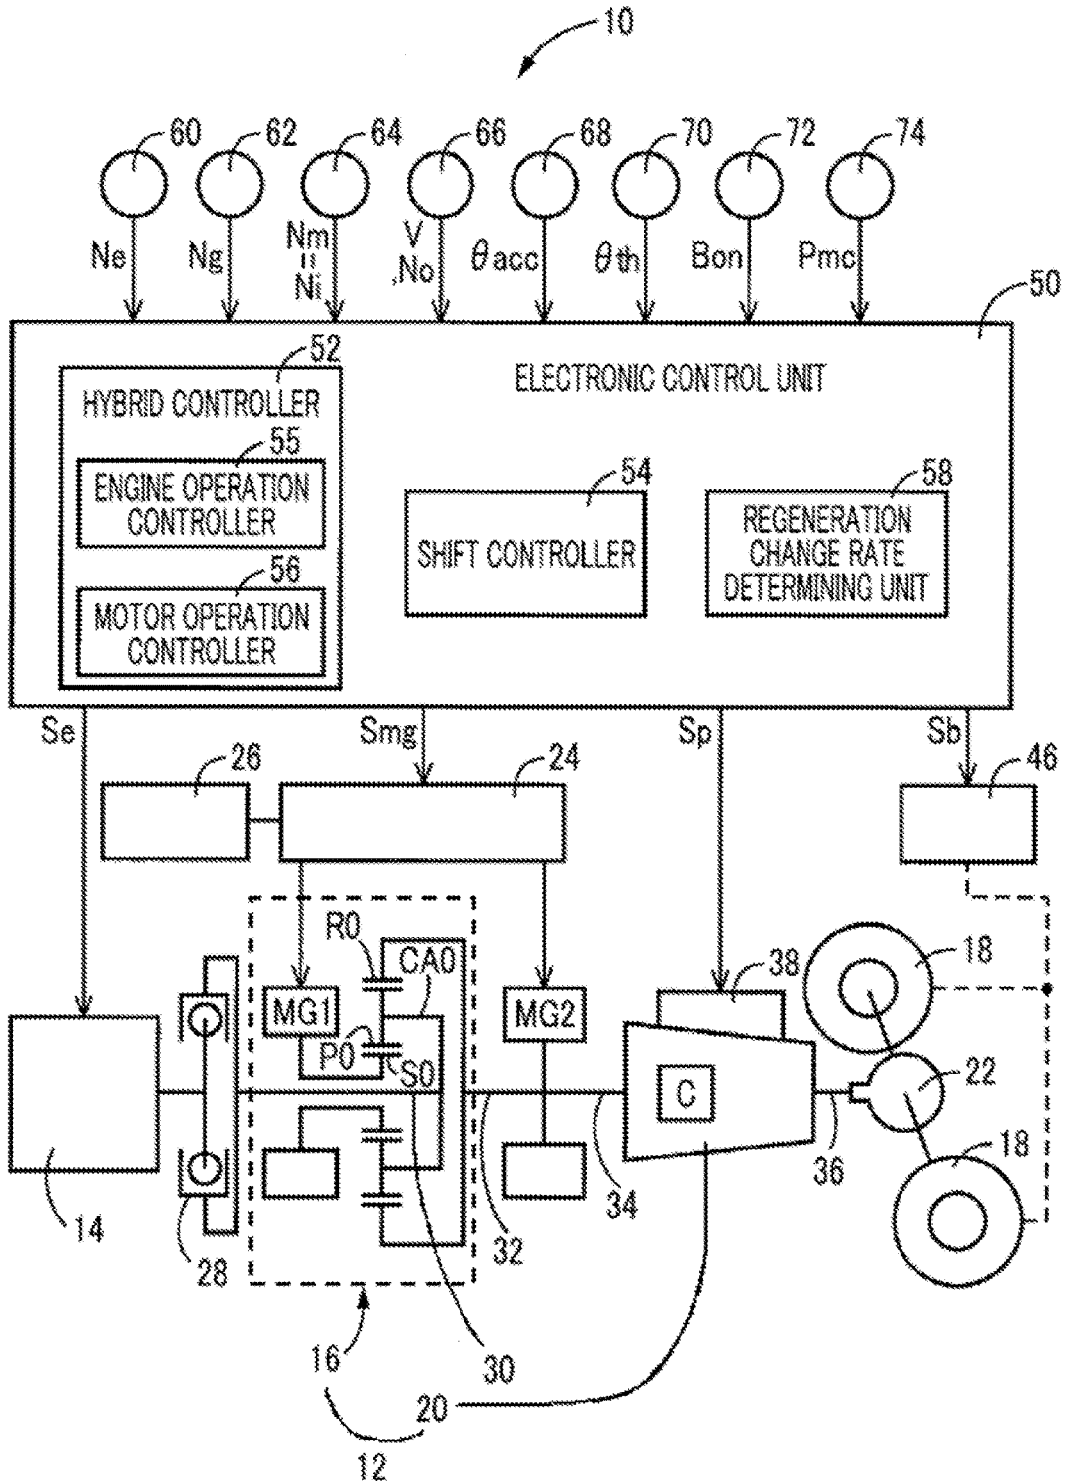 10
60 62 64 66 68 70 72 74
Ne Ng Nm = Ni V ,No θacc θth Bon Pmc
50
52
ELECTRONIC CONTROL UNIT
HYBRID CONTROLLER
55
ENGINE OPERATION
CONTROLLER
54
SHIFT CONTROLLER
58
REGENERATION
CHANGE RATE
DETERMINING UNIT
56
MOTOR OPERATION
CONTROLLER
Se Smg Sp Sb
26 24 46
R0 CA0 38 18
MG1 MG2
P0 S0
C 22
18
14 28 32 34 36
16 30 20
12